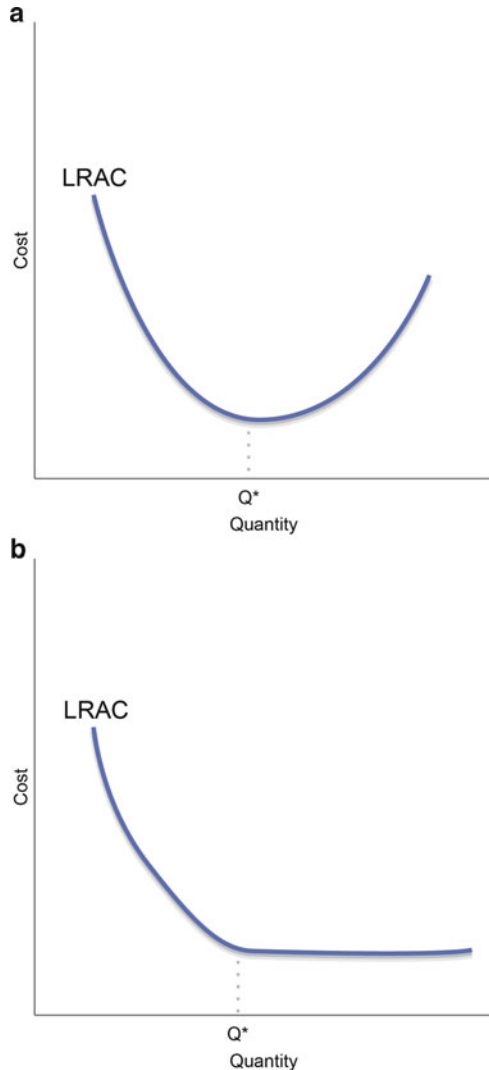 a
LRAC
Cost
Q*
Quantity
b
LRAC
Cost
Q*
Quantity